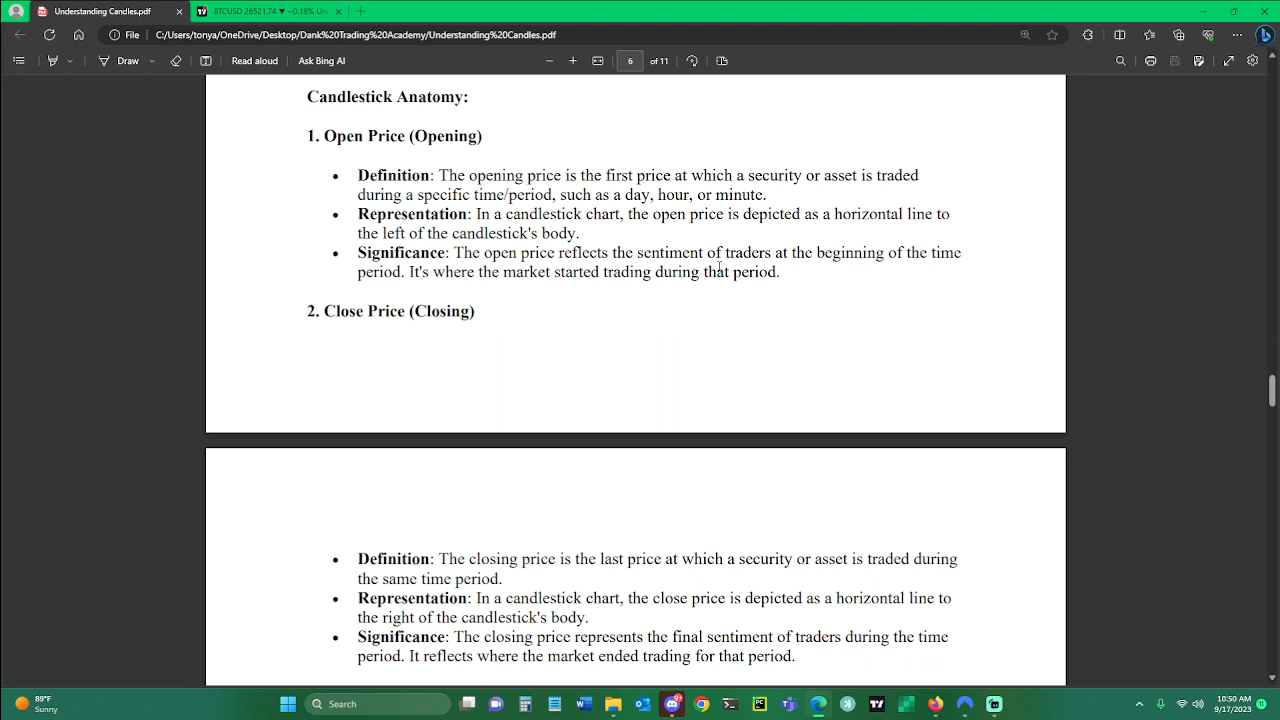 Understanding Candles.pdf
BTCUSD 26521.74 ▼ −0.19% Un
File
C:/Users/tonya/OneDrive/Desktop/Dank%20Trading%20Academy/Understanding%20Candles.pdf
Draw
Read aloud
Ask Bing AI
6 of 11
Candlestick Anatomy:
1. Open Price (Opening)
• Definition: The opening price is the first price at which a security or asset is traded
during a specific time/period, such as a day, hour, or minute.
• Representation: In a candlestick chart, the open price is depicted as a horizontal line to
the left of the candlestick's body.
• Significance: The open price reflects the sentiment of traders at the beginning of the time
period. It's where the market started trading during that period.
2. Close Price (Closing)
• Definition: The closing price is the last price at which a security or asset is traded during
the same time period.
• Representation: In a candlestick chart, the close price is depicted as a horizontal line to
the right of the candlestick's body.
• Significance: The closing price represents the final sentiment of traders during the time
period. It reflects where the market ended trading for that period.
89°F
Sunny
Search
10:50 AM
9/17/2023